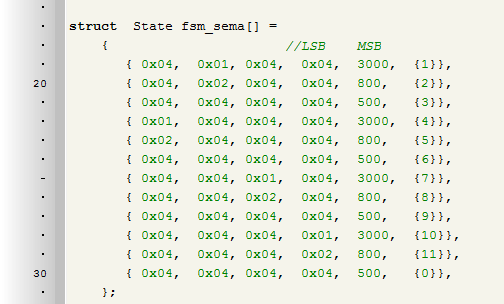 struct State fsm_sema[] =
{ //LSB MSB
{ 0x04, 0x01, 0x04, 0x04, 3000, {1}},
20 { 0x04, 0x02, 0x04, 0x04, 800, {2}},
{ 0x04, 0x04, 0x04, 0x04, 500, {3}},
{ 0x01, 0x04, 0x04, 0x04, 3000, {4}},
{ 0x02, 0x04, 0x04, 0x04, 800, {5}},
{ 0x04, 0x04, 0x04, 0x04, 500, {6}},
- { 0x04, 0x04, 0x01, 0x04, 3000, {7}},
{ 0x04, 0x04, 0x02, 0x04, 800, {8}},
{ 0x04, 0x04, 0x04, 0x04, 500, {9}},
{ 0x04, 0x04, 0x04, 0x01, 3000, {10}},
{ 0x04, 0x04, 0x04, 0x02, 800, {11}},
30 { 0x04, 0x04, 0x04, 0x04, 500, {0}},
};